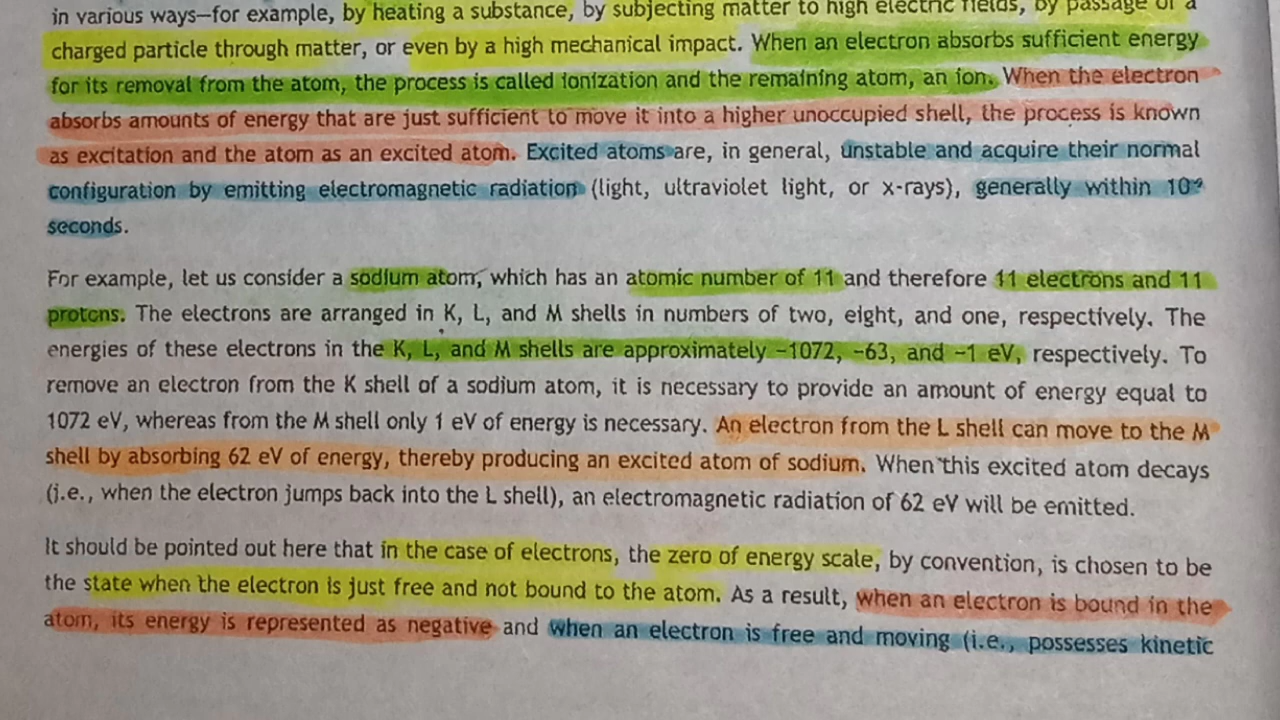 in various ways—for example, by heating a substance, by subjecting matter to high electric fields, by passage of a
charged particle through matter, or even by a high mechanical impact. When an electron absorbs sufficient energy
for its removal from the atom, the process is called ionization and the remaining atom, an ion. When the electron
absorbs amounts of energy that are just sufficient to move it into a higher unoccupied shell, the process is known
as excitation and the atom as an excited atom. Excited atoms are, in general, unstable and acquire their normal
configuration by emitting electromagnetic radiation (light, ultraviolet light, or x-rays), generally within 10⁻⁹
seconds.
For example, let us consider a sodium atom, which has an atomic number of 11 and therefore 11 electrons and 11
protons. The electrons are arranged in K, L, and M shells in numbers of two, eight, and one, respectively. The
energies of these electrons in the K, L, and M shells are approximately −1072, −63, and −1 eV, respectively. To
remove an electron from the K shell of a sodium atom, it is necessary to provide an amount of energy equal to
1072 eV, whereas from the M shell only 1 eV of energy is necessary. An electron from the L shell can move to the M
shell by absorbing 62 eV of energy, thereby producing an excited atom of sodium. When this excited atom decays
(i.e., when the electron jumps back into the L shell), an electromagnetic radiation of 62 eV will be emitted.
It should be pointed out here that in the case of electrons, the zero of energy scale, by convention, is chosen to be
the state when the electron is just free and not bound to the atom. As a result, when an electron is bound in the
atom, its energy is represented as negative and when an electron is free and moving (i.e., possesses kinetic